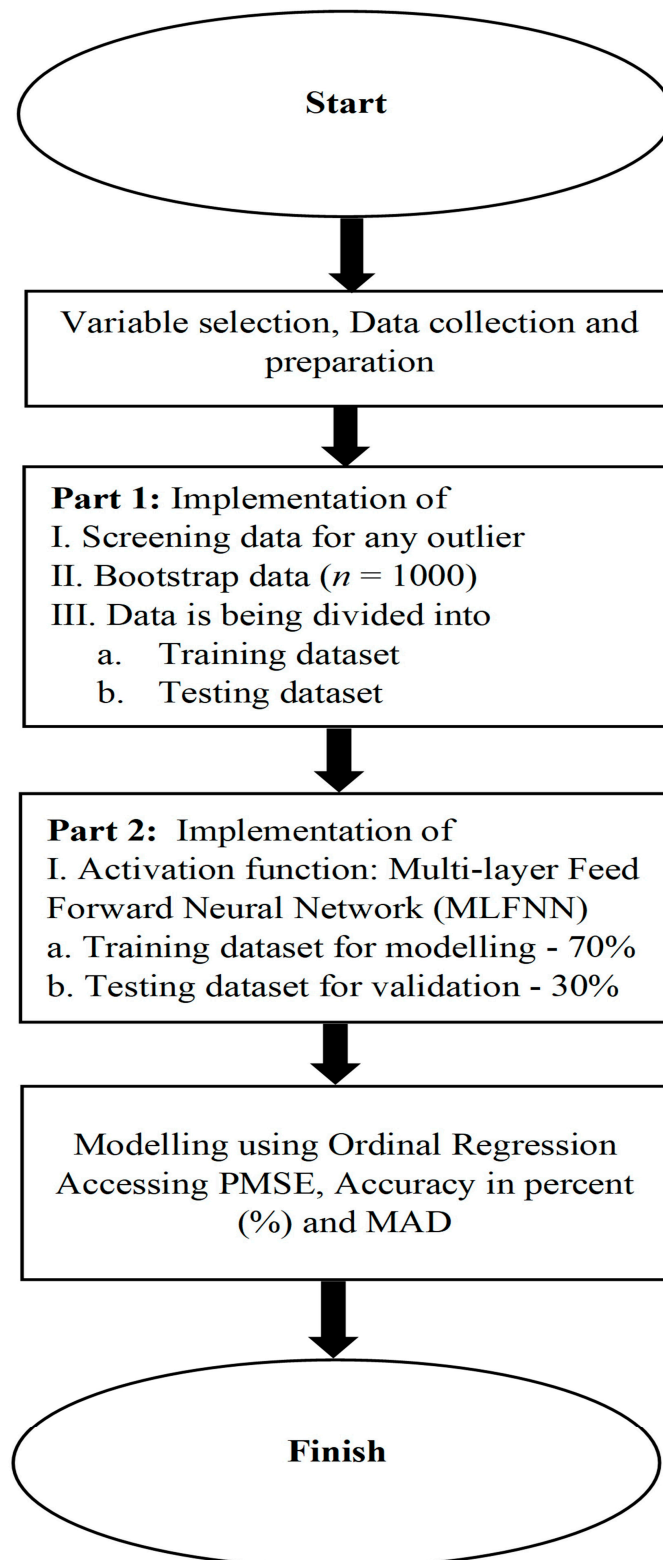 Start
Variable selection, Data collection and
preparation
Part 1: Implementation of
I. Screening data for any outlier
II. Bootstrap data (n = 1000)
III. Data is being divided into
a. Training dataset
b. Testing dataset
Part 2: Implementation of
I. Activation function: Multi-layer Feed
Forward Neural Network (MLFNN)
a. Training dataset for modelling - 70%
b. Testing dataset for validation - 30%
Modelling using Ordinal Regression
Accessing PMSE, Accuracy in percent
(%) and MAD
Finish